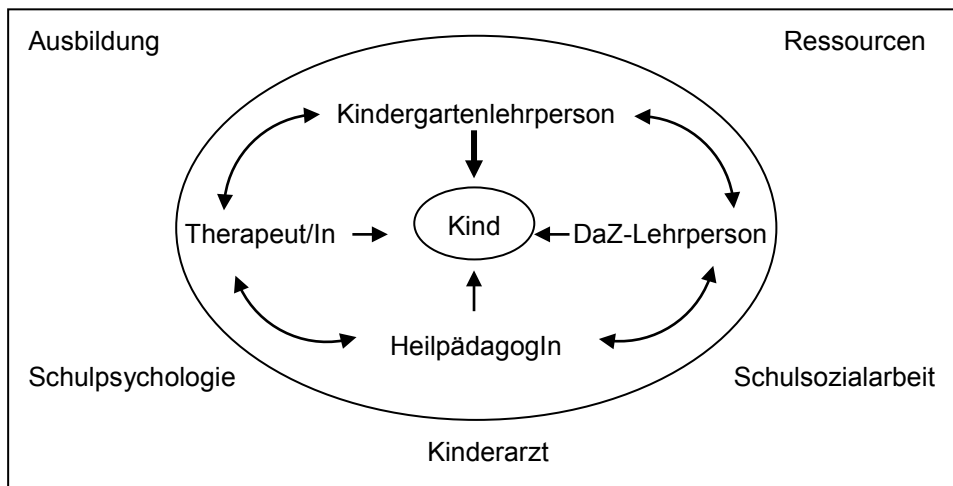 Ausbildung
Ressourcen
Kindergartenlehrperson
Therapeut/In
Kind
DaZ-Lehrperson
HeilpädagogIn
Schulpsychologie
Schulsozialarbeit
Kinderarzt